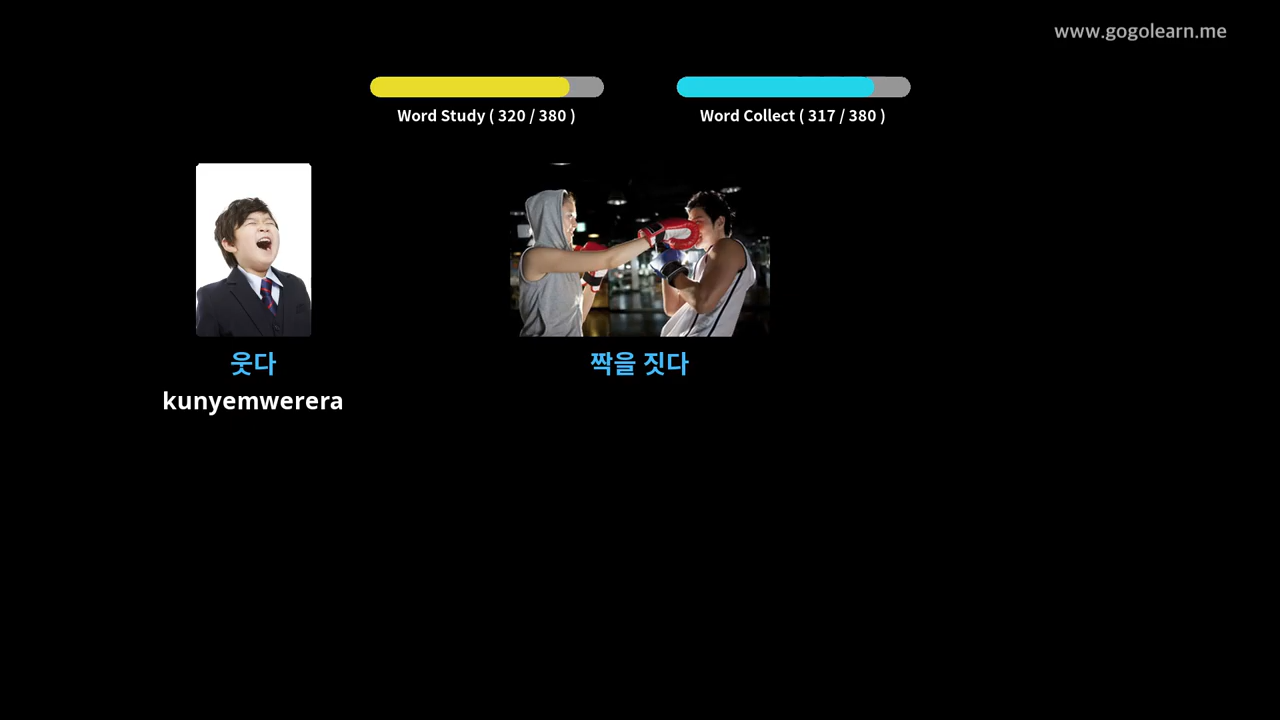 www.gogolearn.me
Word Study ( 320 / 380 )
Word Collect ( 317 / 380 )
웃다
짝을 짓다
kunyemwerera